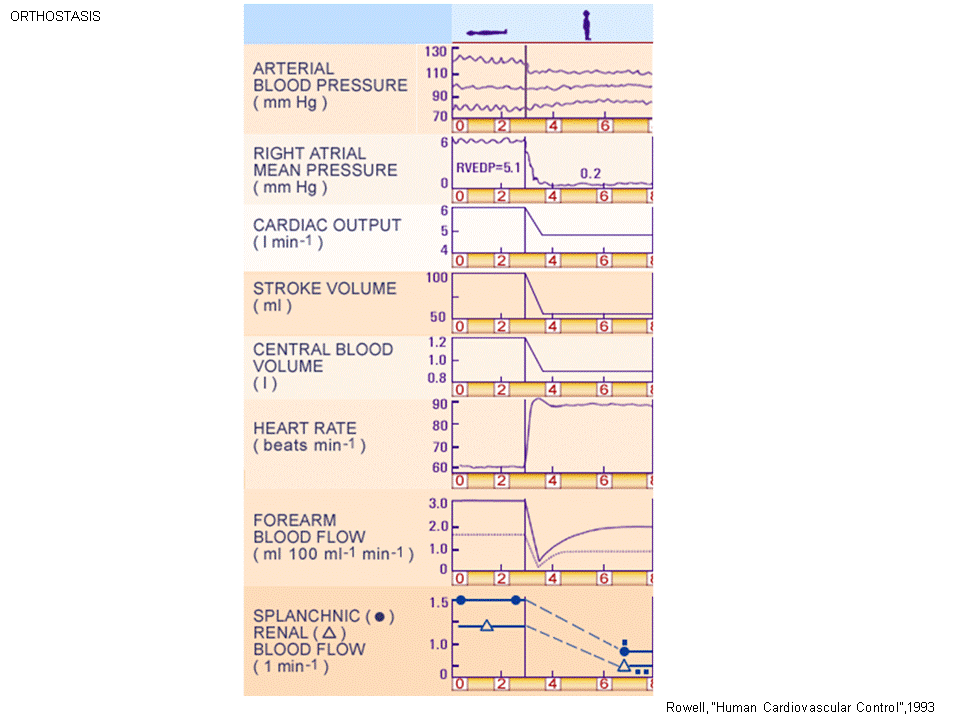 ORTHOSTASIS
ARTERIAL
BLOOD PRESSURE
( mm Hg )
130
110
90
70
0 2 4 6
RIGHT ATRIAL
MEAN PRESSURE
( mm Hg )
6
0
RVEDP=5.1
0.2
0 2 4 6 8
CARDIAC OUTPUT
( l min-1 )
6
5
4
0 2 4 6 8
STROKE VOLUME
( ml )
100
50
0 2 4 6 8
CENTRAL BLOOD
VOLUME
( l )
1.2
1.0
0.8
0 2 4 6 8
HEART RATE
( beats min-1 )
90
80
70
60
0 2 4 6 8
FOREARM
BLOOD FLOW
( ml 100 ml-1 min-1 )
3.0
2.0
1.0
0
0 2 4 6 8
SPLANCHNIC ( ● )
RENAL ( △ )
BLOOD FLOW
( 1 min-1 )
1.5
1.0
0
0 2 4 6 8
Rowell, "Human Cardiovascular Control",1993